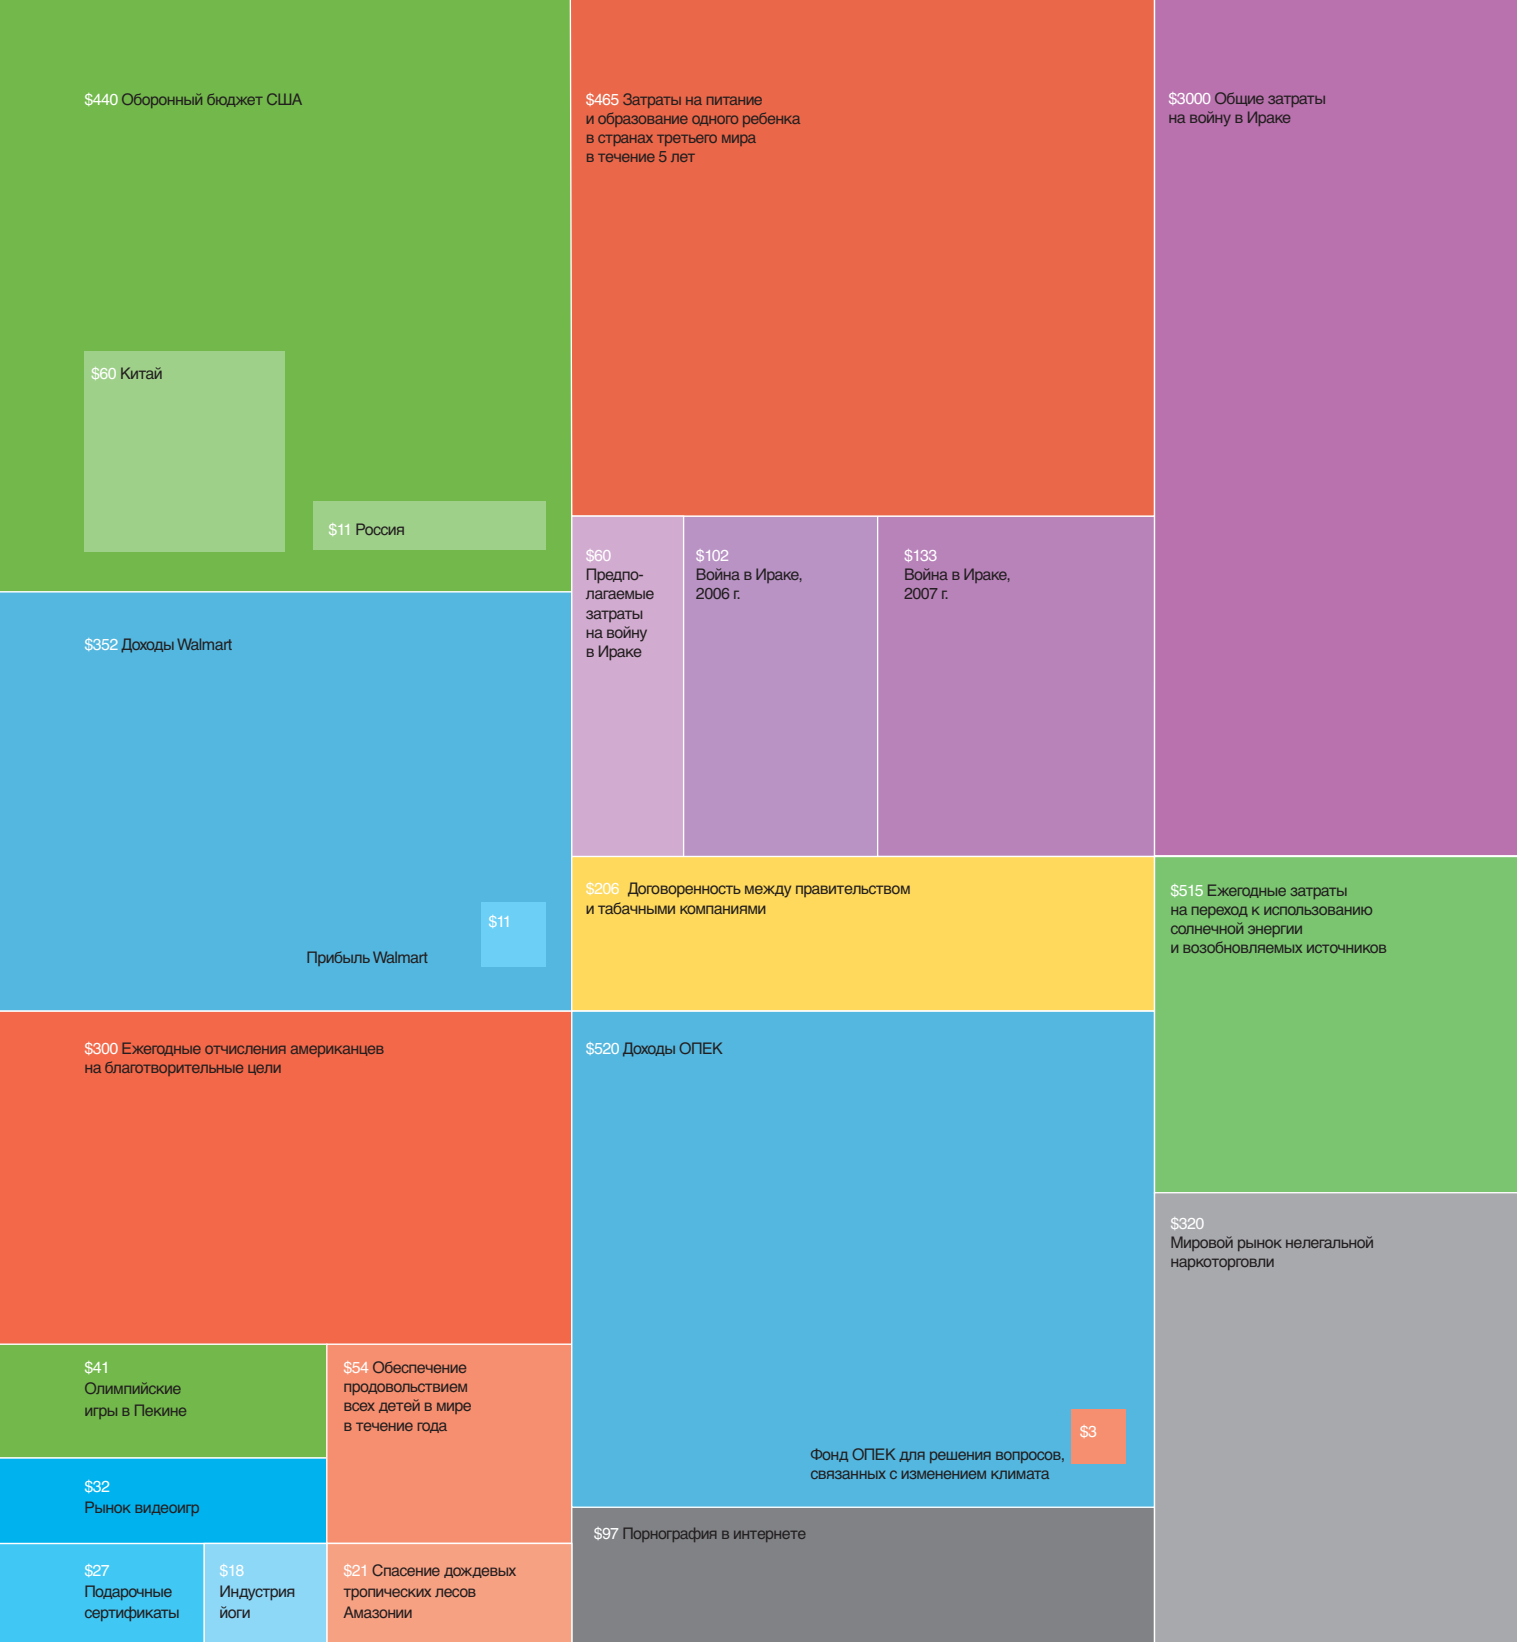 $440 Оборонный бюджет США
$60 Китай
$11 Россия
$352 Доходы Walmart
$11
Прибыль Walmart
$300 Ежегодные отчисления американцев
на благотворительные цели
$41
Олимпийские
игры в Пекине
$32
Рынок видеоигр
$27
Подарочные
сертификаты
$18
Индустрия
йоги
$54 Обеспечение
продовольствием
всех детей в мире
в течение года
$21 Спасение дождевых
тропических лесов
Амазонии
$465 Затраты на питание
и образование одного ребенка
в странах третьего мира
в течение 5 лет
$60
Предпо-
лагаемые
затраты
на войну
в Ираке
$102
Война в Ираке,
2006 г.
$133
Война в Ираке,
2007 г.
$206 Договоренность между правительством
и табачными компаниями
$520 Доходы ОПЕК
$3
Фонд ОПЕК для решения вопросов,
связанных с изменением климата
$97 Порнография в интернете
$3000 Общие затраты
на войну в Ираке
$515 Ежегодные затраты
на переход к использованию
солнечной энергии
и возобновляемых источников
$320
Мировой рынок нелегальной
наркоторговли